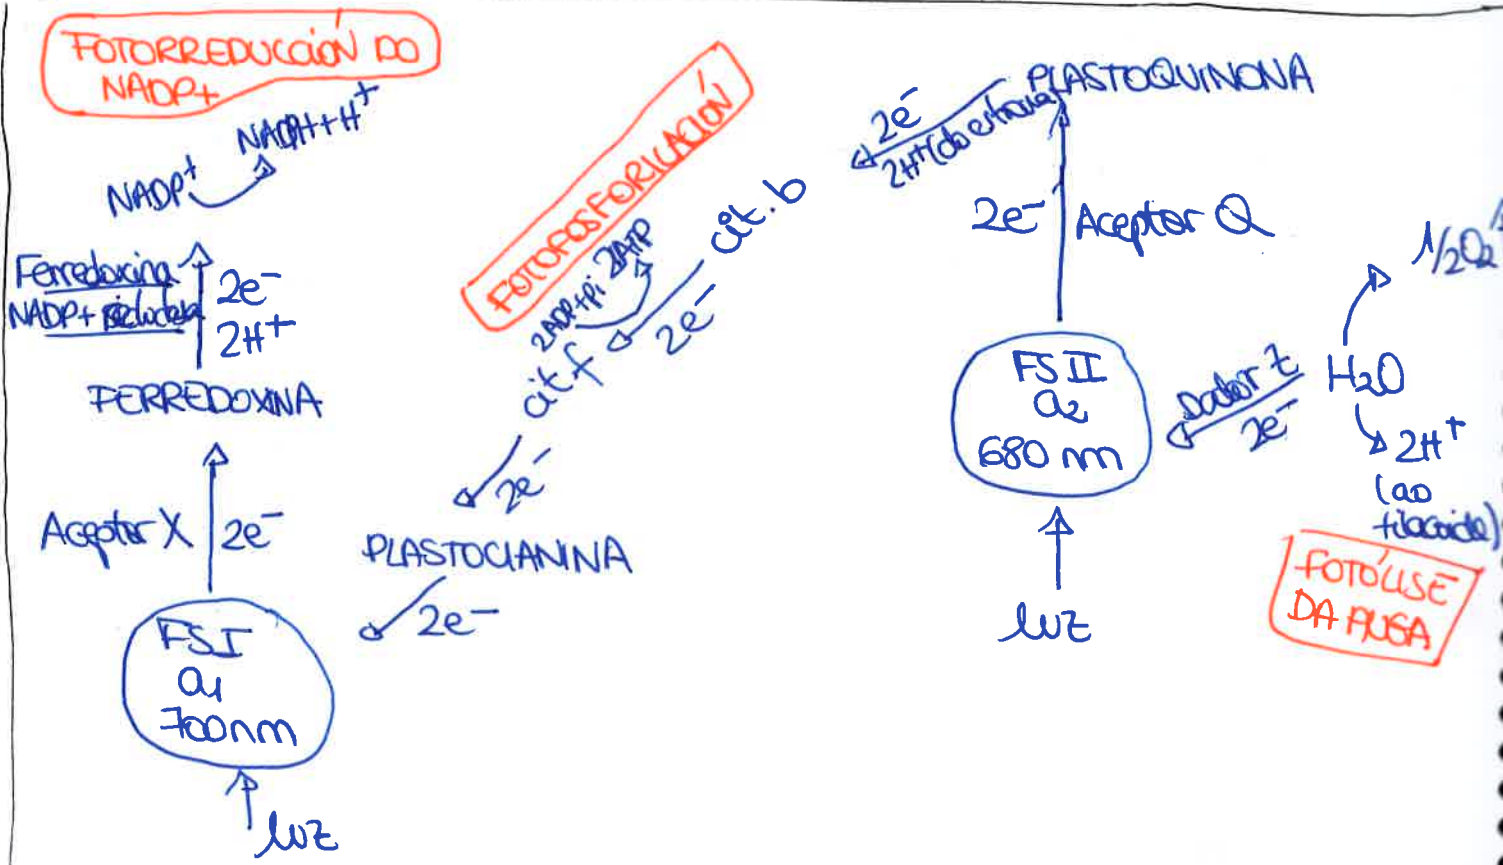 FOTORREDUCCIÓN DO
NADP+
NADP+
NADPH+H+
Ferredoxina
NADP+ reductasa
2e-
2H+
FERREDOXINA
Aceptor X
2e-
FSI
a1
700nm
luz
FOTOFOSFORILACIÓN
2ADP+Pi 2ATP
cit.f
cit.b
2e-
2e-
PLASTOCIANINA
2e-
PLASTOQUINONA
2e-
2H+ (do estroma)
2e-
Aceptor Q
FS II
a2
680 nm
luz
Dador Z
2e-
H2O
1/2O2
2H+
(ao
tilacoide)
FOTÓLISE
DA AUGA